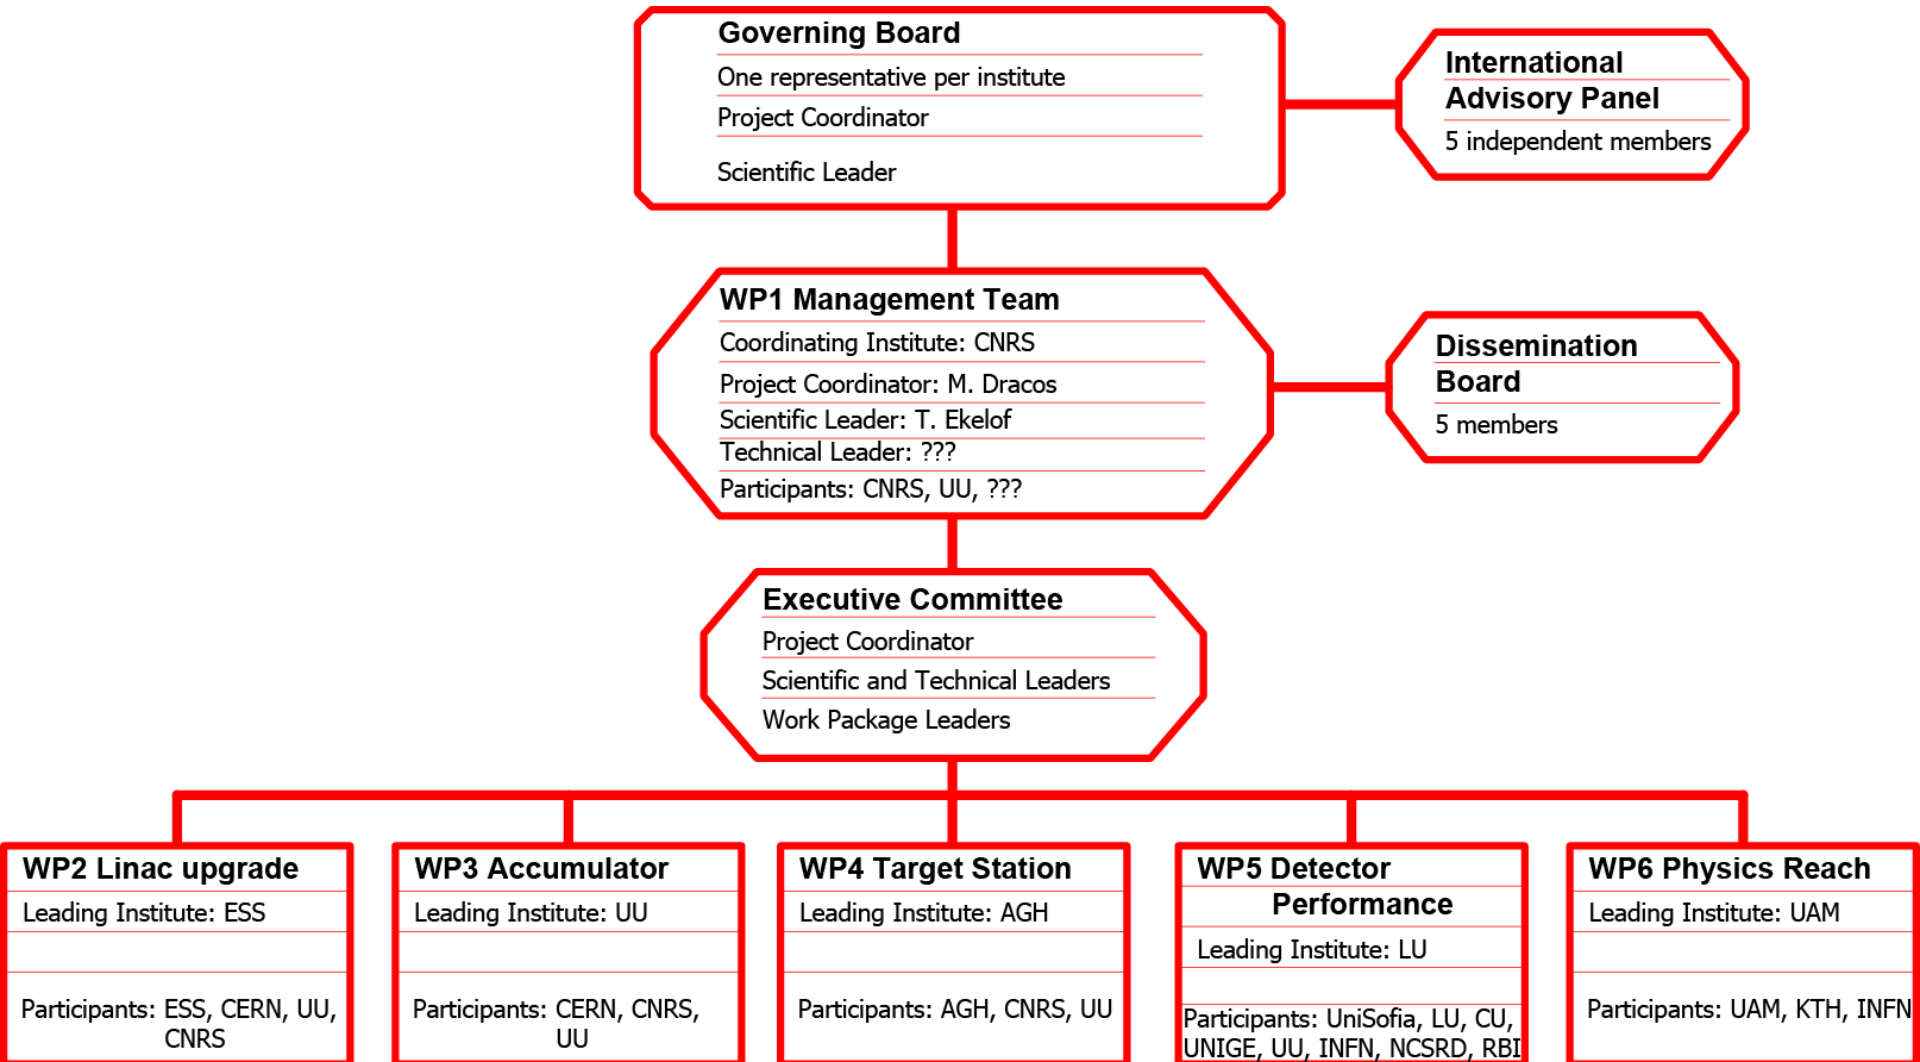 Governing Board
One representative per institute
Project Coordinator
Scientific Leader
International
Advisory Panel
5 independent members
WP1 Management Team
Coordinating Institute: CNRS
Project Coordinator: M. Dracos
Scientific Leader: T. Ekelof
Technical Leader: ???
Participants: CNRS, UU, ???
Dissemination
Board
5 members
Executive Committee
Project Coordinator
Scientific and Technical Leaders
Work Package Leaders
WP2 Linac upgrade
Leading Institute: ESS
Participants: ESS, CERN, UU,
CNRS
WP3 Accumulator
Leading Institute: UU
Participants: CERN, CNRS,
UU
WP4 Target Station
Leading Institute: AGH
Participants: AGH, CNRS, UU
WP5 Detector
Performance
Leading Institute: LU
Participants: UniSofia, LU, CU,
UNIGE, UU, INFN, NCSRD, RBI
WP6 Physics Reach
Leading Institute: UAM
Participants: UAM, KTH, INFN